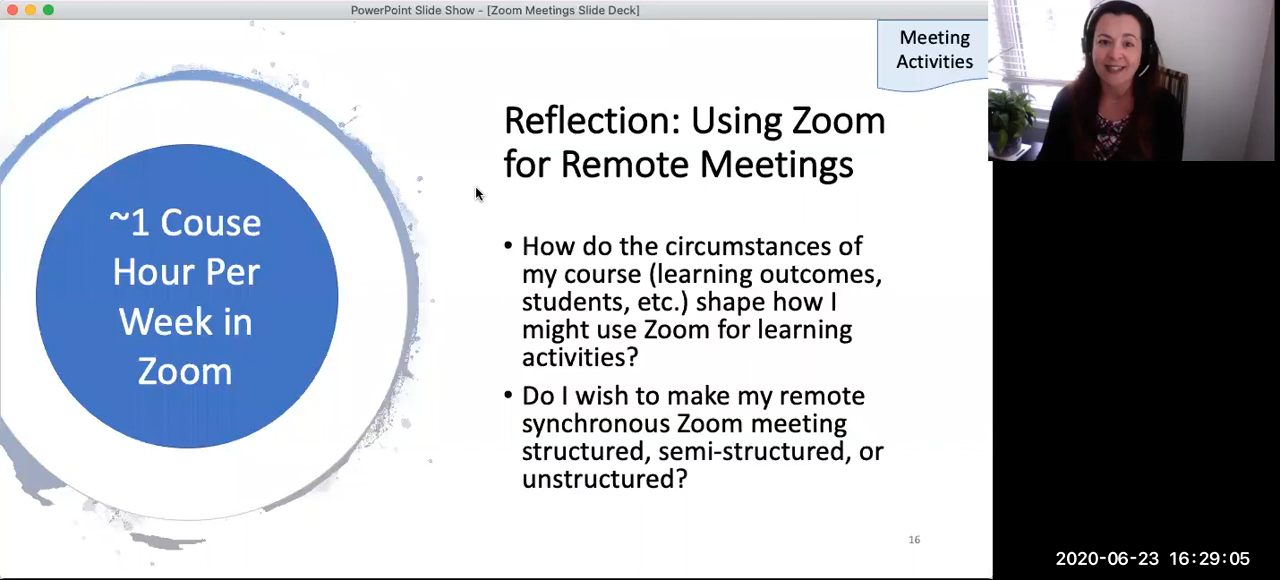 PowerPoint Slide Show - [Zoom Meetings Slide Deck]
Meeting
Activities
Reflection: Using Zoom
for Remote Meetings
~1 Couse
Hour Per
Week in
Zoom
• How do the circumstances of
my course (learning outcomes,
students, etc.) shape how I
might use Zoom for learning
activities?
• Do I wish to make my remote
synchronous Zoom meeting
structured, semi-structured, or
unstructured?
16
2020-06-23 16:29:05